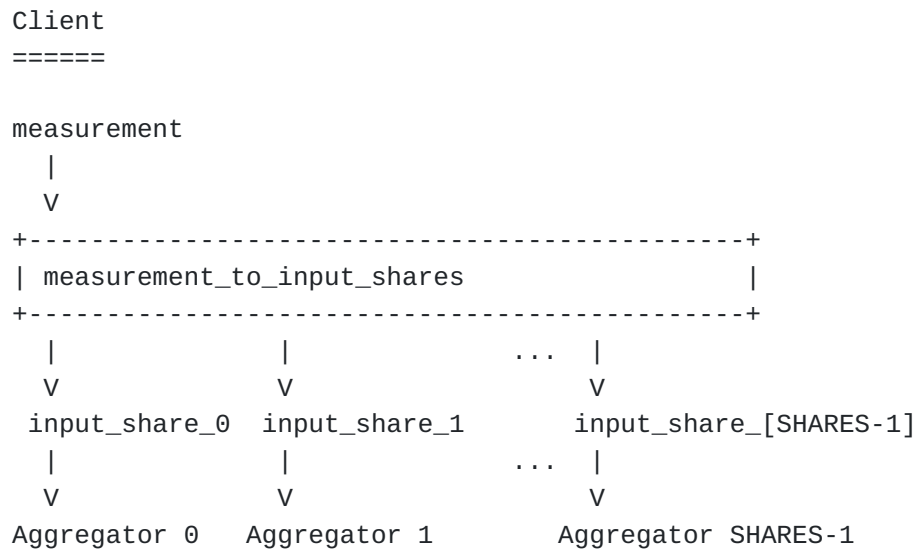 Client
======
measurement
  |
  V
+----------------------------------------------+
| measurement_to_input_shares                  |
+----------------------------------------------+
  |              |              ...  |
  V              V                   V
 input_share_0  input_share_1       input_share_[SHARES-1]
  |              |              ...  |
  V              V                   V
Aggregator 0   Aggregator 1        Aggregator SHARES-1